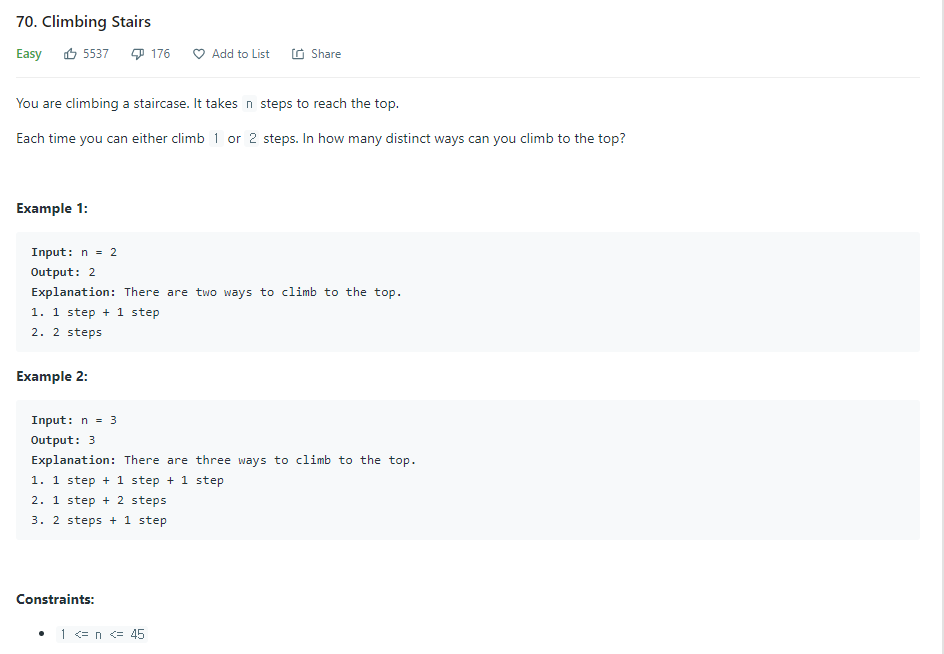 70. Climbing Stairs
Easy 5537 176 Add to List Share
You are climbing a staircase. It takes n steps to reach the top.
Each time you can either climb 1 or 2 steps. In how many distinct ways can you climb to the top?
Example 1:
Input: n = 2
Output: 2
Explanation: There are two ways to climb to the top.
1. 1 step + 1 step
2. 2 steps
Example 2:
Input: n = 3
Output: 3
Explanation: There are three ways to climb to the top.
1. 1 step + 1 step + 1 step
2. 1 step + 2 steps
3. 2 steps + 1 step
Constraints:
• 1 <= n <= 45